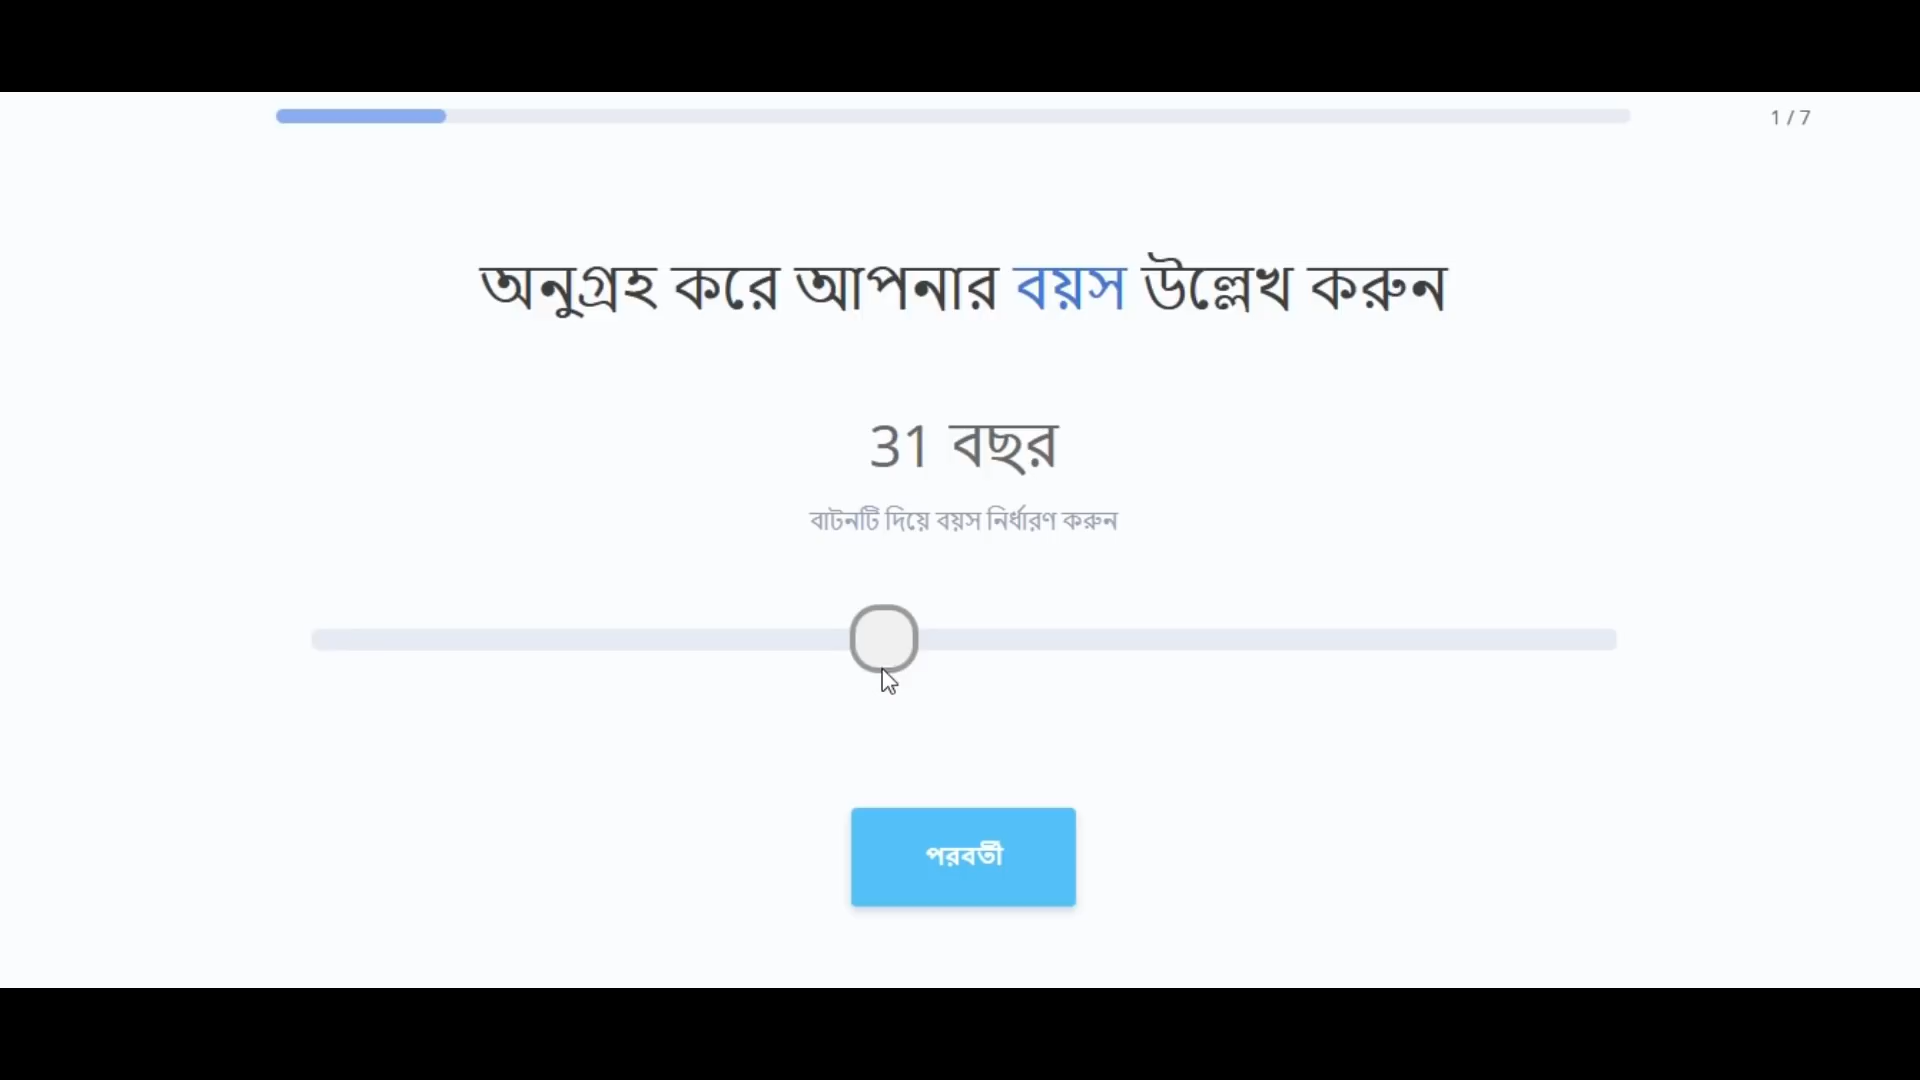 1 / 7
অনুগ্রহ করে আপনার বয়স উল্লেখ করুন
31 বছর
বাটনটি দিয়ে বয়স নির্ধারণ করুন
পরবর্তী